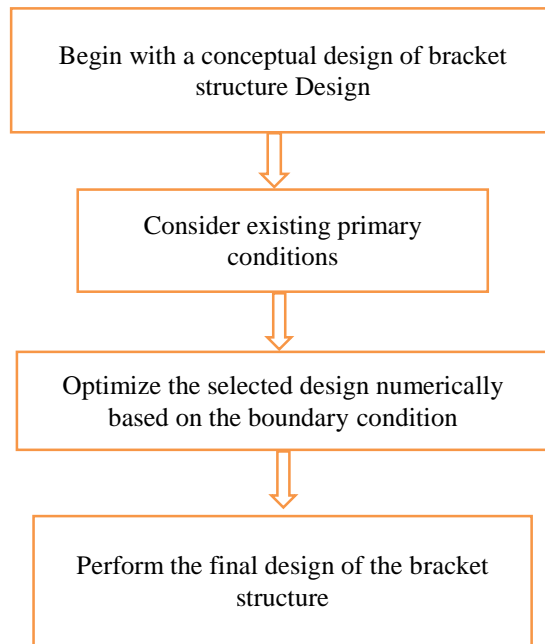 Begin with a conceptual design of bracket
structure Design
Consider existing primary
conditions
Optimize the selected design numerically
based on the boundary condition
Perform the final design of the bracket
structure